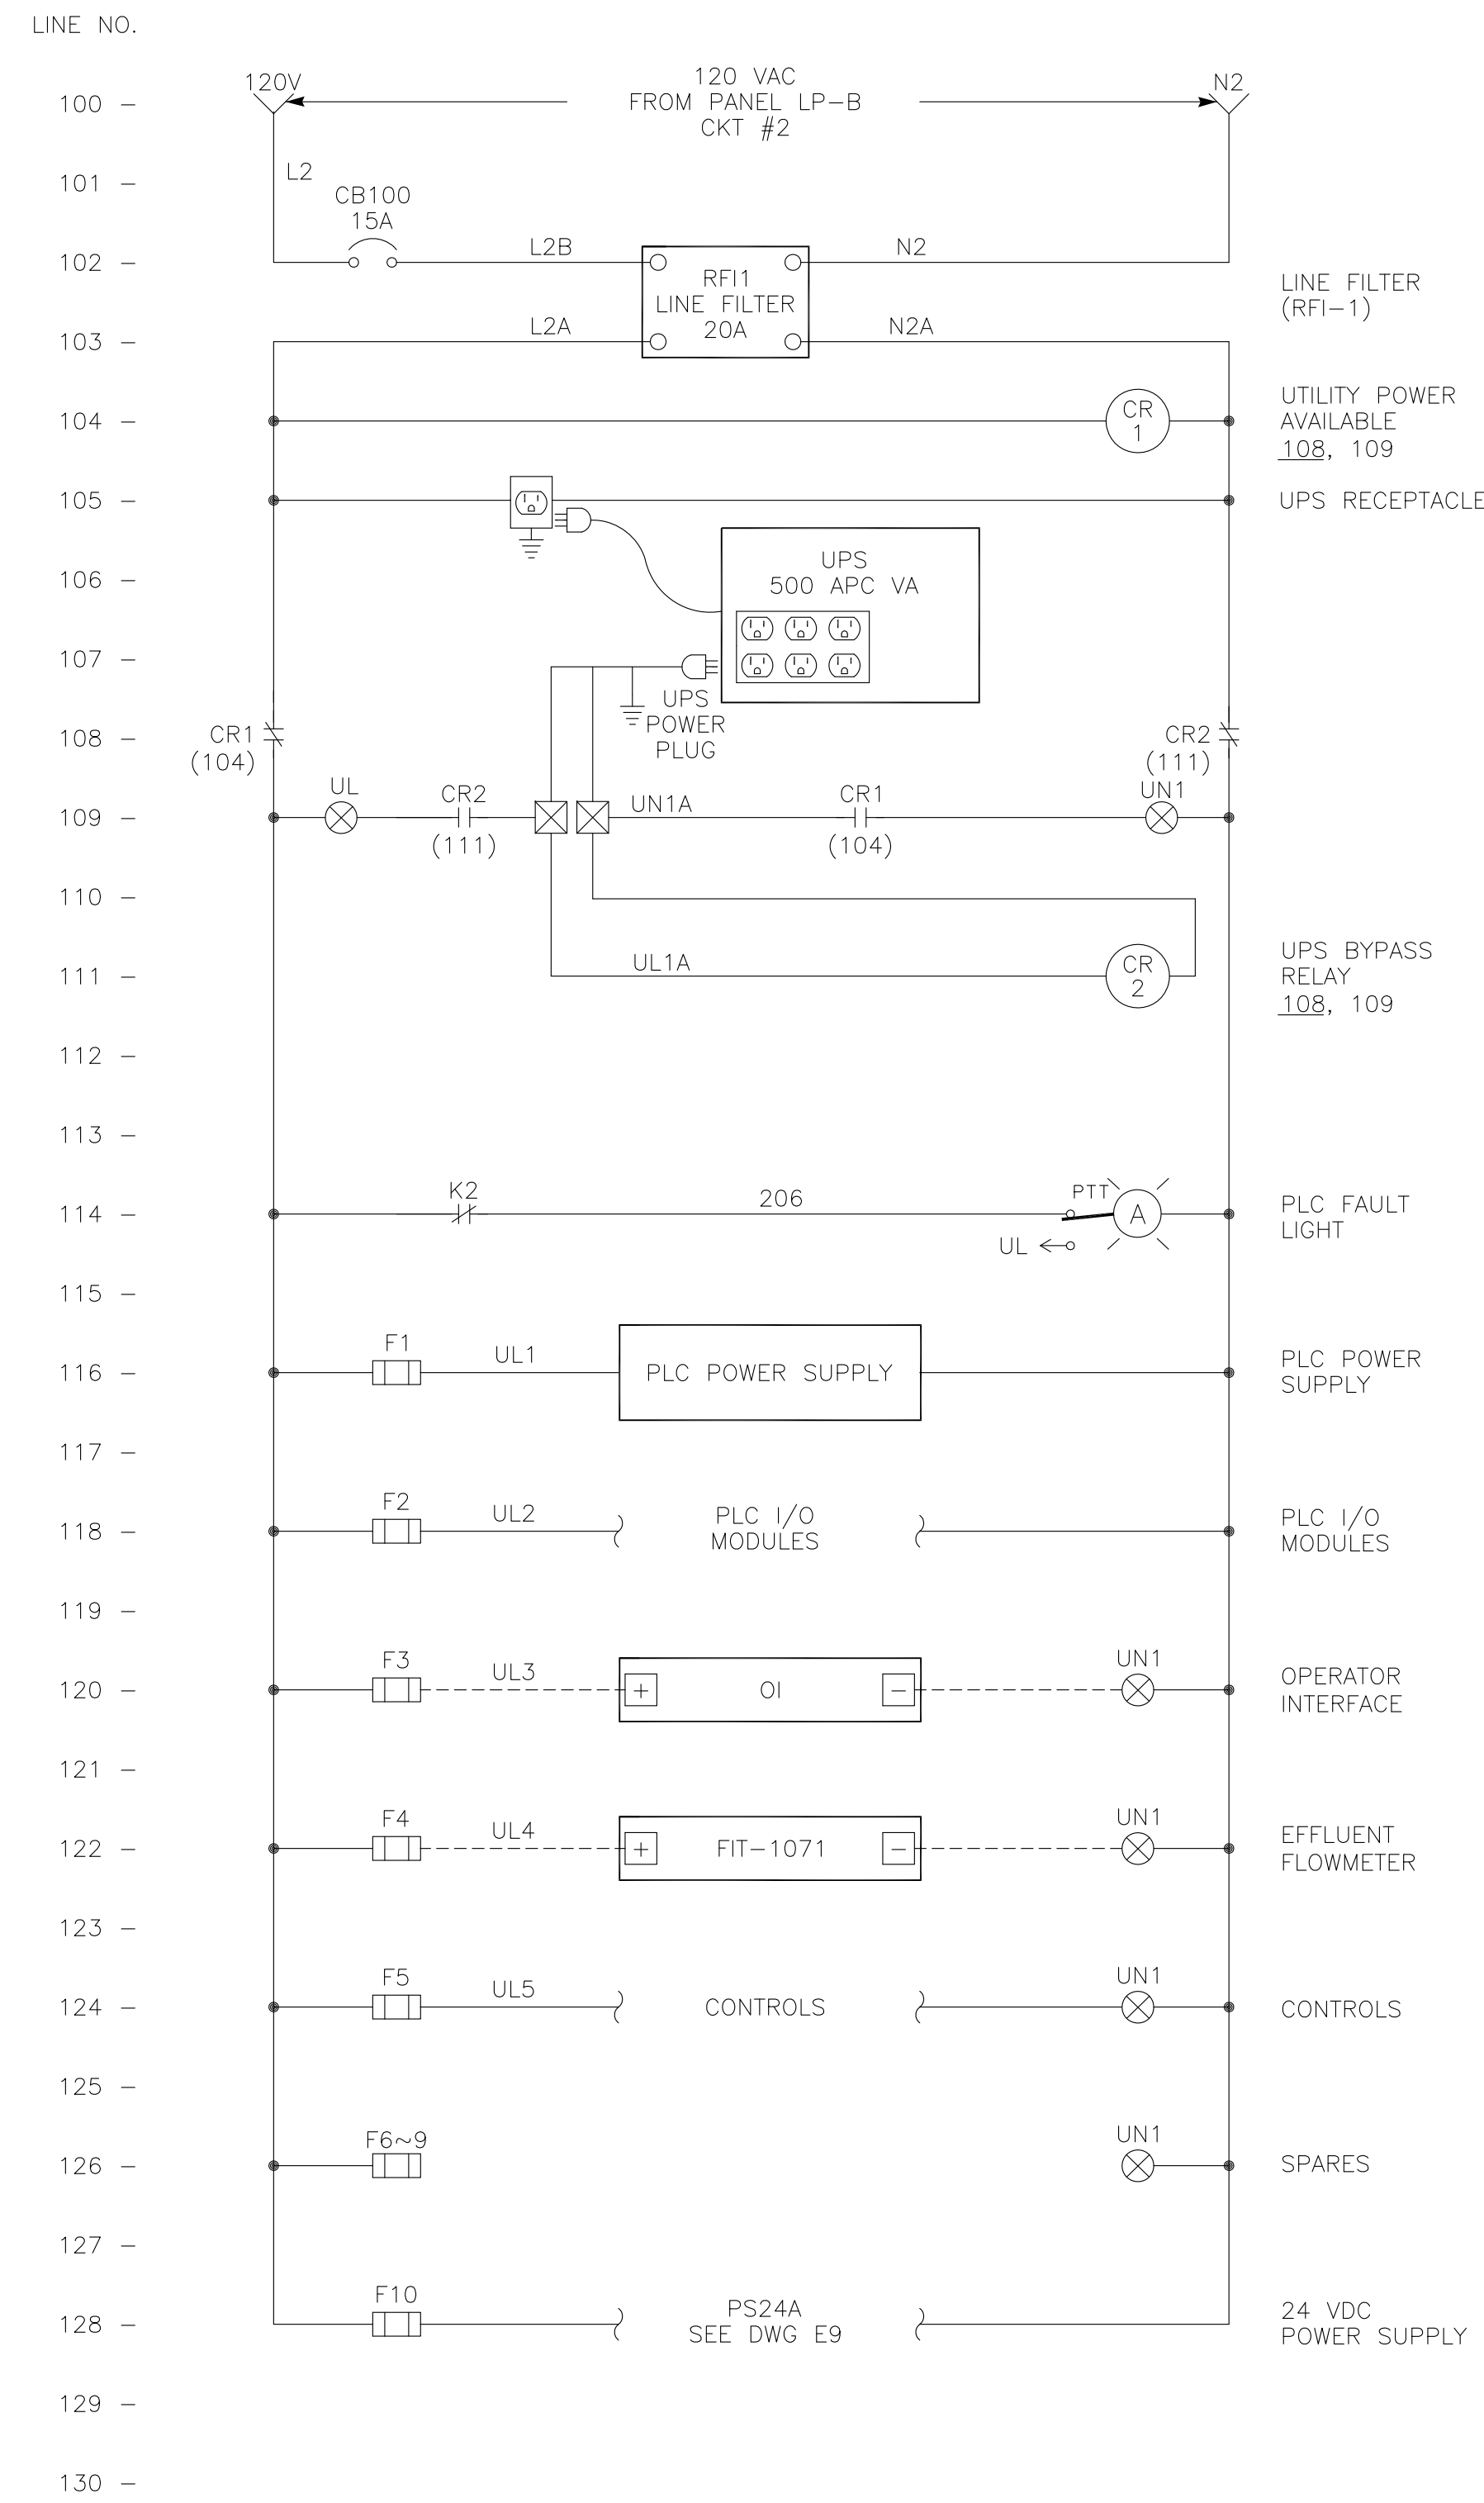 LINE NO.
120V
120 VAC
N2
100 –
FROM PANEL LP–B
CKT #2
101 –
L2
CB100
15A
102 –
L2B
N2
RFI1
LINE FILTER
20A
LINE FILTER
(RFI–1)
103 –
L2A
N2A
104 –
CR
1
UTILITY POWER
AVAILABLE
108, 109
105 –
UPS RECEPTACLE
106 –
UPS
500 APC VA
107 –
UPS
POWER
PLUG
108 –
CR1
(104)
CR2
(111)
109 –
UL
CR2
(111)
UN1A
CR1
(104)
UN1
110 –
111 –
UL1A
CR
2
UPS BYPASS
RELAY
108, 109
112 –
113 –
114 –
K2
206
PTT
A
UL
PLC FAULT
LIGHT
115 –
116 –
F1
UL1
PLC POWER SUPPLY
PLC POWER
SUPPLY
117 –
118 –
F2
UL2
PLC I/O
MODULES
PLC I/O
MODULES
119 –
120 –
F3
UL3
+
OI
–
UN1
OPERATOR
INTERFACE
121 –
122 –
F4
UL4
+
FIT–1071
–
UN1
EFFLUENT
FLOWMETER
123 –
124 –
F5
UL5
CONTROLS
UN1
CONTROLS
125 –
126 –
F6~9
UN1
SPARES
127 –
128 –
F10
PS24A
SEE DWG E9
24 VDC
POWER SUPPLY
129 –
130 –